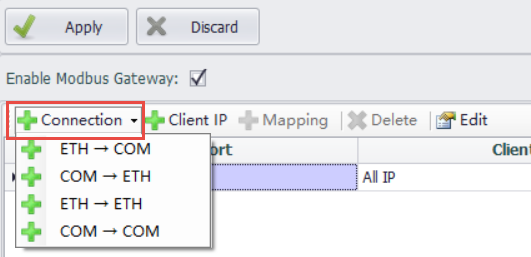 Apply Discard
Enable Modbus Gateway:
Connection Client IP Mapping Delete Edit
ort Client
ETH → COM
All IP
COM → ETH
ETH → ETH
COM → COM